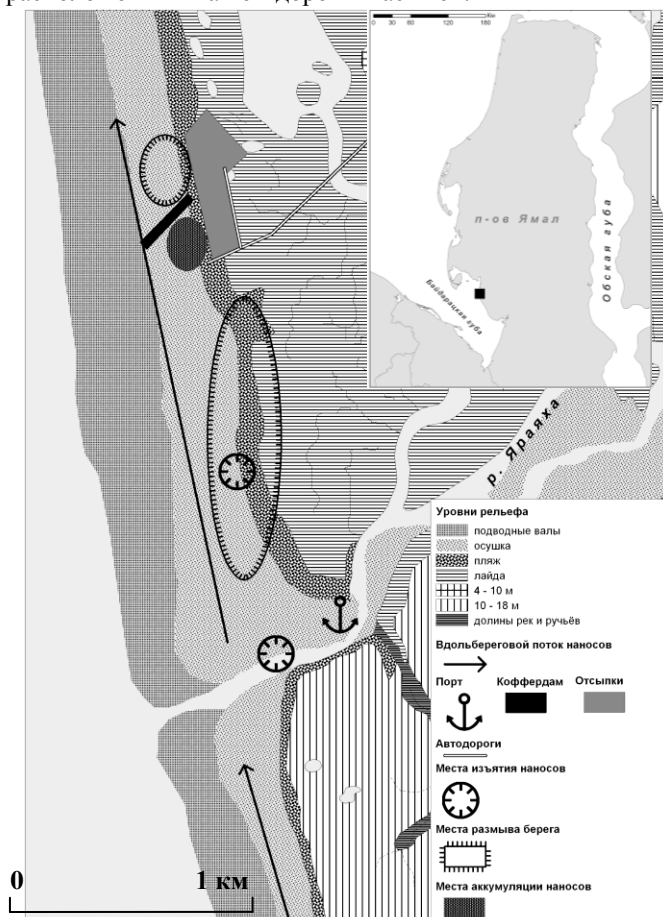 0 30 60 90 120 180
п-ов Ямал
Обская губа
Байдарацкая губа
р. Яраяха
Уровни рельефа
подводные валы
осушка
пляж
лайда
4 - 10 м
10 - 18 м
долины рек и ручьёв
Вдольбереговой поток наносов
Порт Коффердам Отсыпки
Автодороги
Места изъятия наносов
Места размыва берега
Места аккумуляции наносов
0 1 км